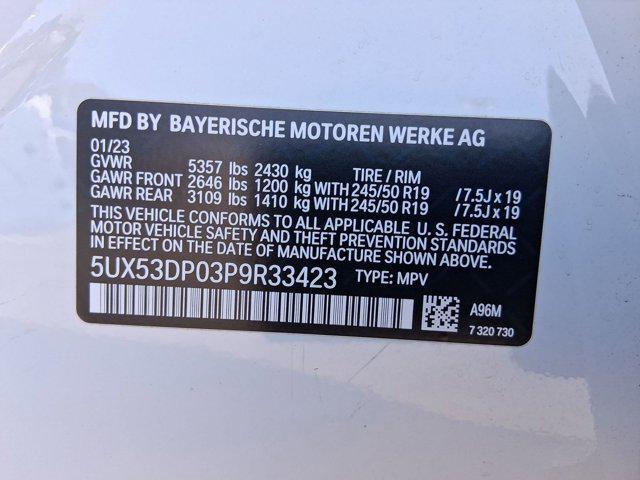 MFD BY BAYERISCHE MOTOREN WERKE AG
01/23
GVWR 5357 lbs 2430 kg TIRE / RIM
GAWR FRONT 2646 lbs 1200 kg WITH 245/50 R19 /7.5J x 19
GAWR REAR 3109 lbs 1410 kg WITH 245/50 R19 /7.5J x 19
THIS VEHICLE CONFORMS TO ALL APPLICABLE U. S. FEDERAL
MOTOR VEHICLE SAFETY AND THEFT PREVENTION STANDARDS
IN EFFECT ON THE DATE OF MANUFACTURE SHOWN ABOVE.
5UX53DP03P9R33423 TYPE: MPV
A96M
7 320 730